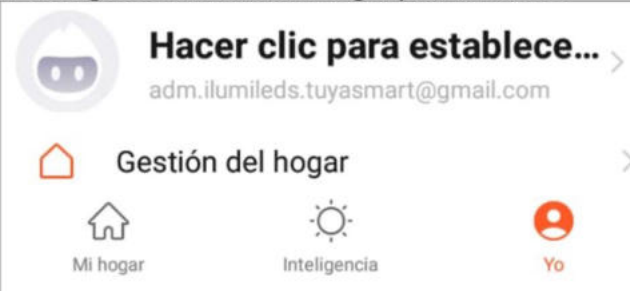 Hacer clic para establece...
adm.ilumileds.tuyasmart@gmail.com
Gestión del hogar
Mi hogar
Inteligencia
Yo